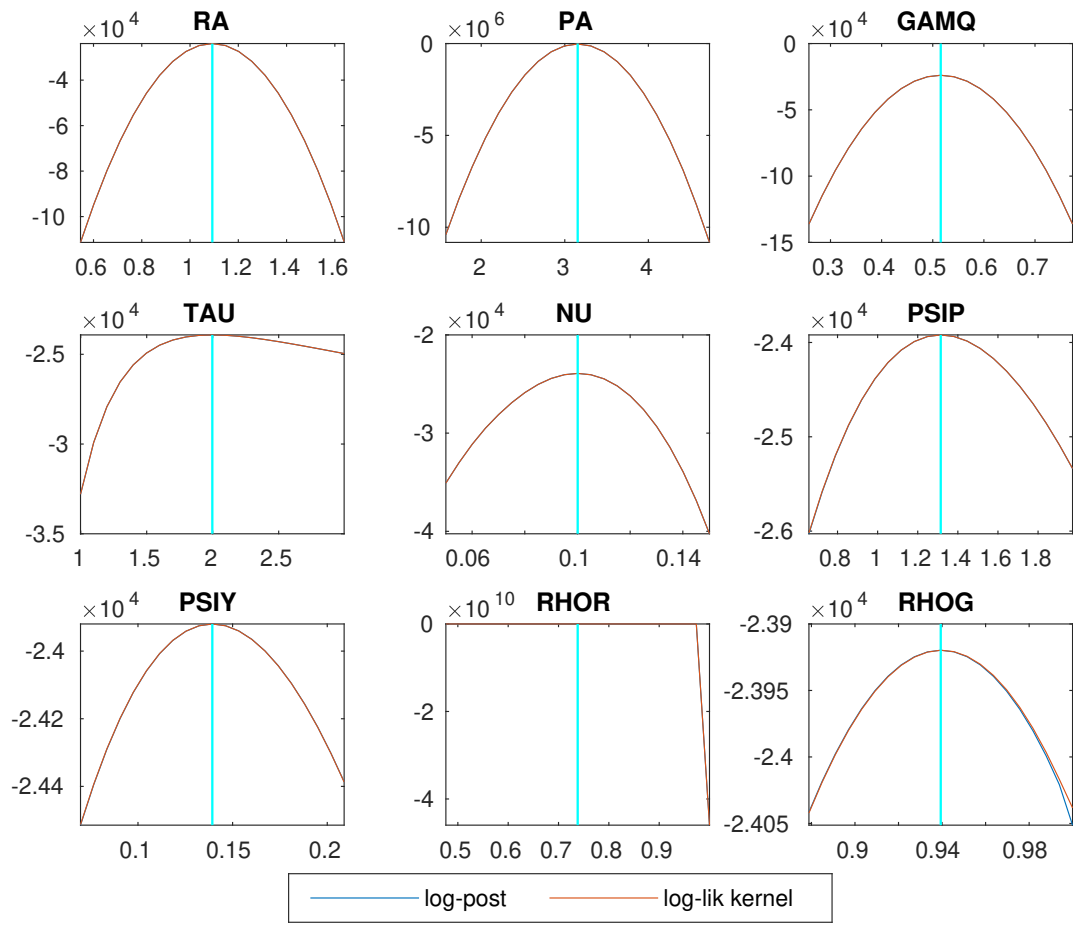 RA
×10 4
-4
-6
-8
-10
0.6 0.8 1 1.2 1.4 1.6
PA
×10 6
0
-5
-10
2 3 4
GAMQ
×10 4
0
-5
-10
-15
0.3 0.4 0.5 0.6 0.7
TAU
×10 4
-2.5
-3
-3.5
1 1.5 2 2.5
NU
×10 4
-2
-3
-4
0.06 0.1 0.14
PSIP
×10 4
-2.4
-2.5
-2.6
0.8 1 1.2 1.4 1.6 1.8
PSIY
×10 4
-2.4
-2.42
-2.44
0.1 0.15 0.2
RHOR
×10 10
0
-2
-4
0.5 0.6 0.7 0.8 0.9
RHOG
×10 4
-2.39
-2.395
-2.4
-2.405
0.9 0.94 0.98
log-post log-lik kernel